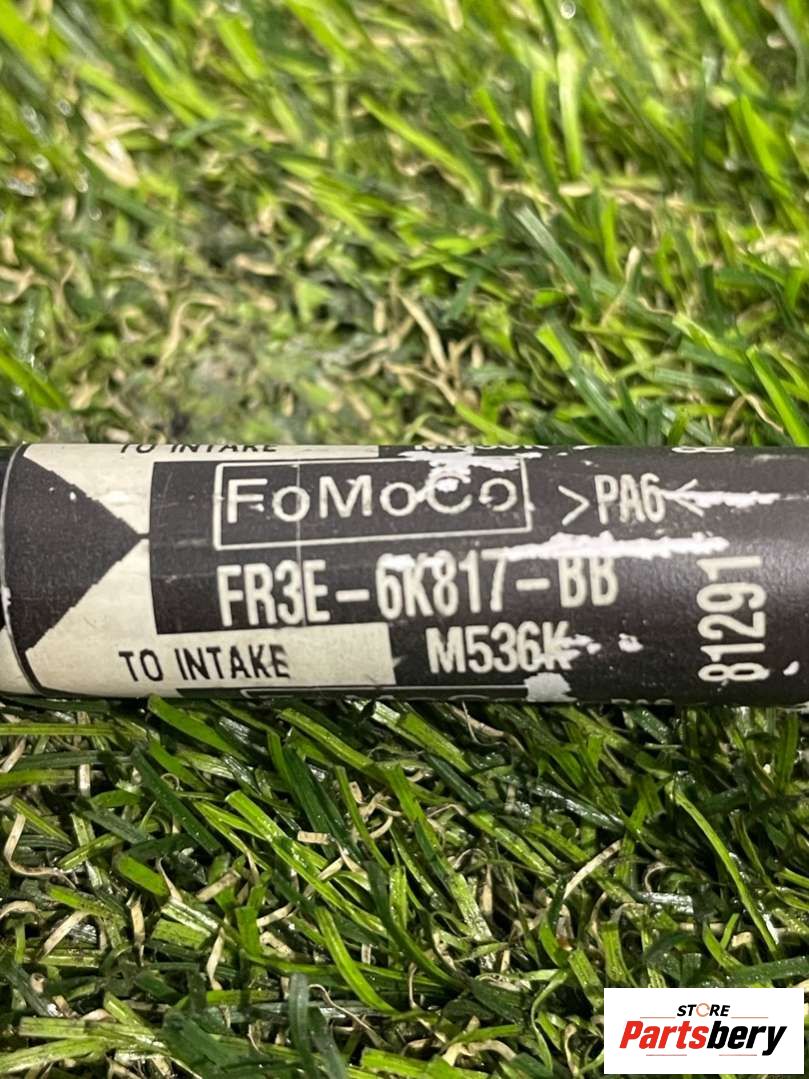 TO INTAKE
FoMoCo >PA6<
FR3E-6K817-BB
TO INTAKE M536K
81291
STORE
Partsbery